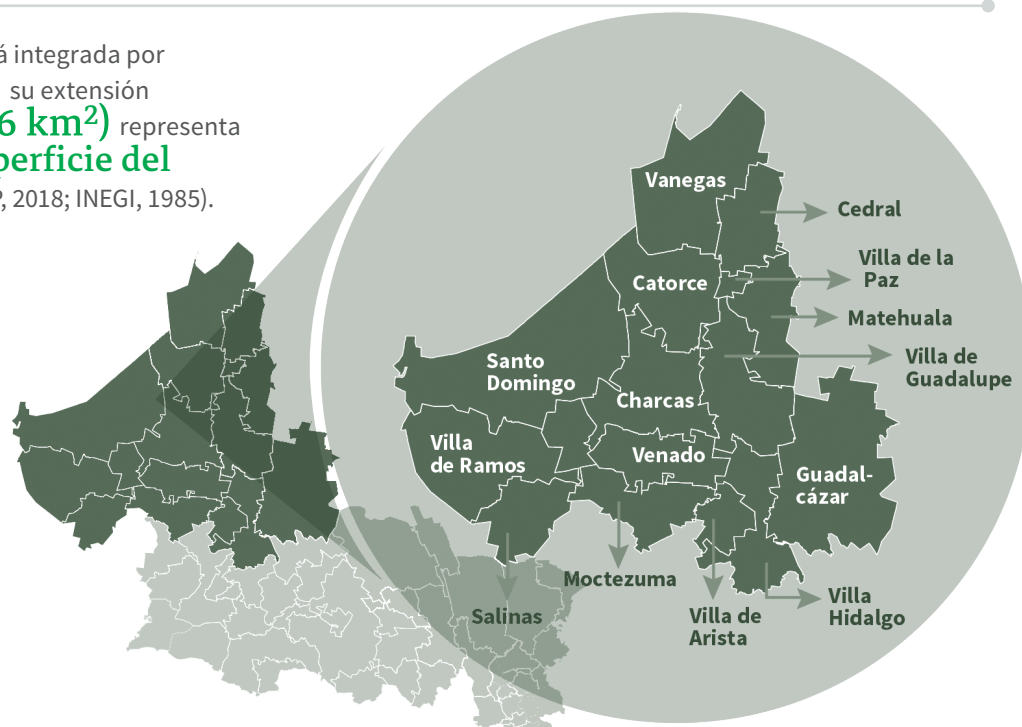 á integrada por
su extensión
6 km²) representa
perficie del
, 2018; INEGI, 1985).
Vanegas
Cedral
Villa de la
Paz
Catorce
Matehuala
Santo
Domingo
Villa de
Guadalupe
Charcas
Villa
de Ramos
Venado
Guadal-
cázar
Moctezuma
Salinas
Villa de
Arista
Villa
Hidalgo